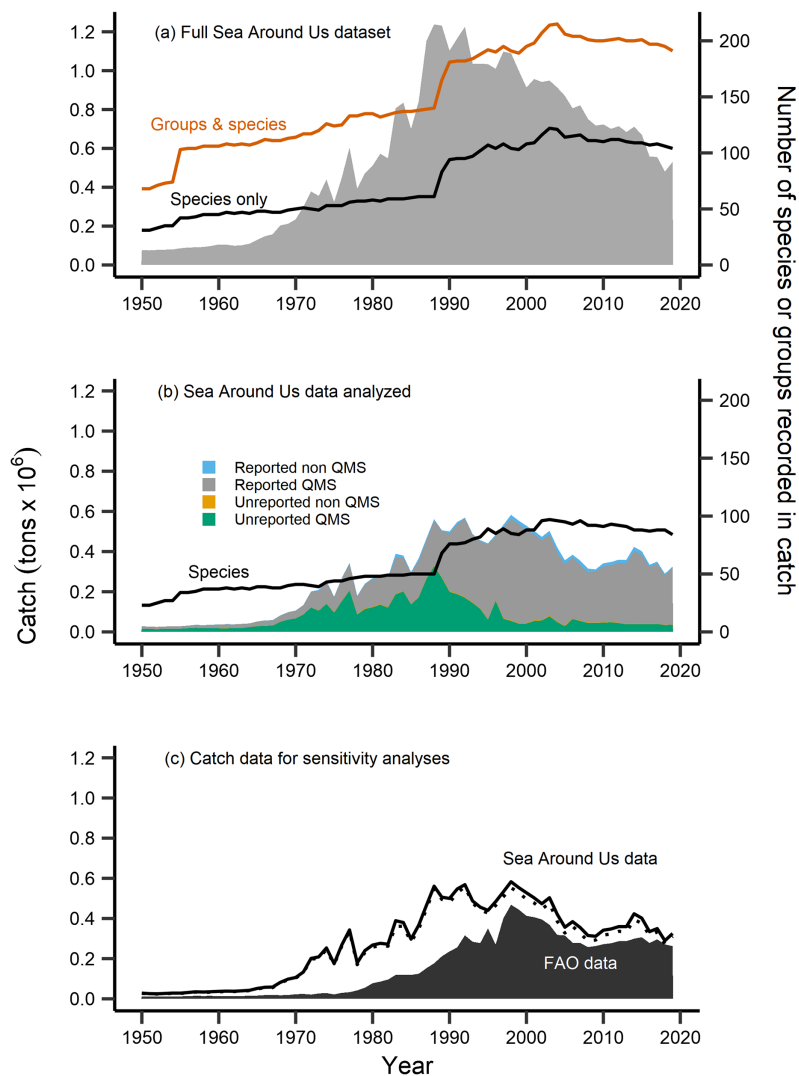 (a) Full Sea Around Us dataset
Groups & species
Species only
1.2
1.0
0.8
0.6
0.4
0.2
0.0
200
150
100
50
0
1950 1960 1970 1980 1990 2000 2010 2020
(b) Sea Around Us data analyzed
Reported non QMS
Reported QMS
Unreported non QMS
Unreported QMS
Species
1.2
1.0
0.8
0.6
0.4
0.2
0.0
200
150
100
50
0
1950 1960 1970 1980 1990 2000 2010 2020
(c) Catch data for sensitivity analyses
Sea Around Us data
FAO data
1.2
1.0
0.8
0.6
0.4
0.2
0.0
1950 1960 1970 1980 1990 2000 2010 2020
Year
Catch (tons x 10⁶)
Number of species or groups recorded in catch